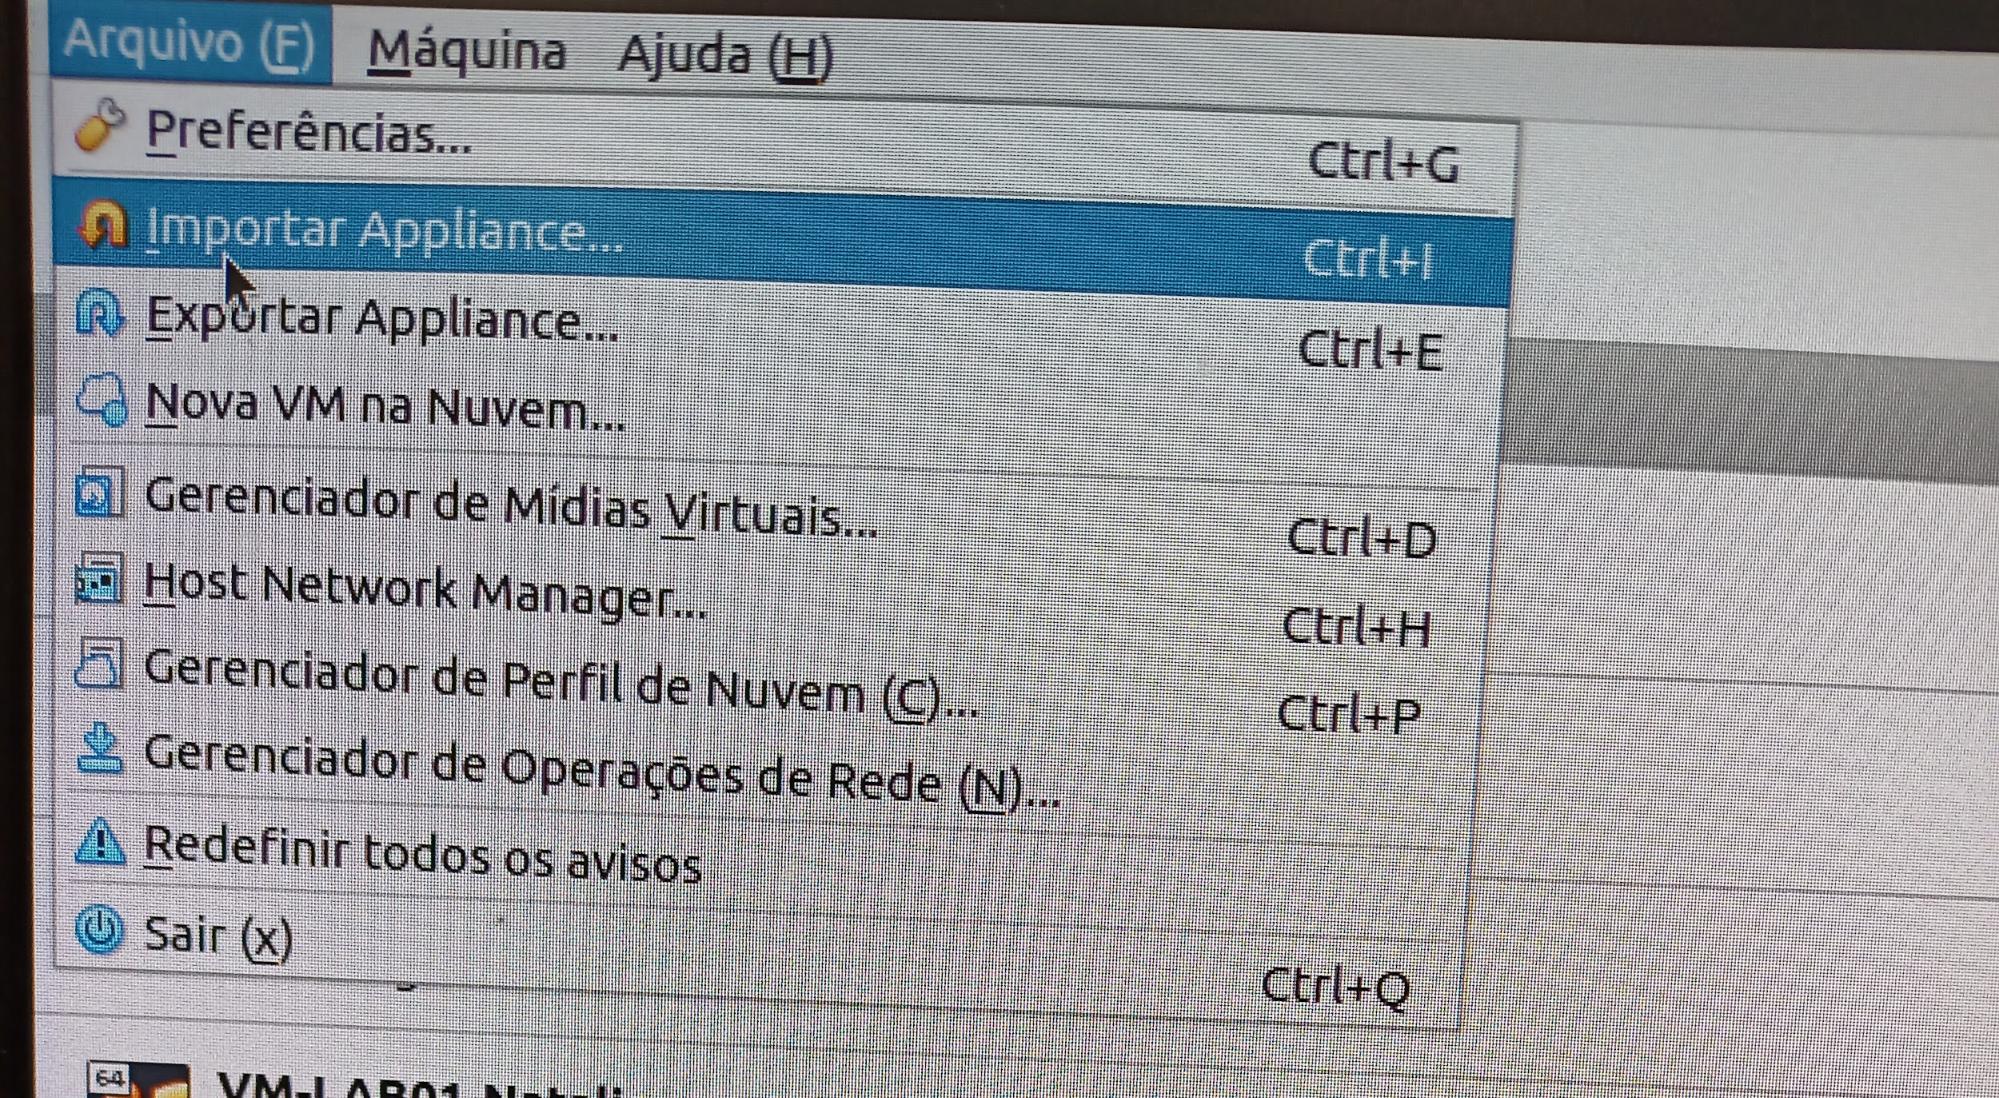 Arquivo (F) Máquina Ajuda (H)
Preferências... Ctrl+G
Importar Appliance... Ctrl+I
Exportar Appliance... Ctrl+E
Nova VM na Nuvem...
Gerenciador de Mídias Virtuais... Ctrl+D
Host Network Manager... Ctrl+H
Gerenciador de Perfil de Nuvem (C)... Ctrl+P
Gerenciador de Operações de Rede (N)...
Redefinir todos os avisos
Sair (x) Ctrl+Q
64